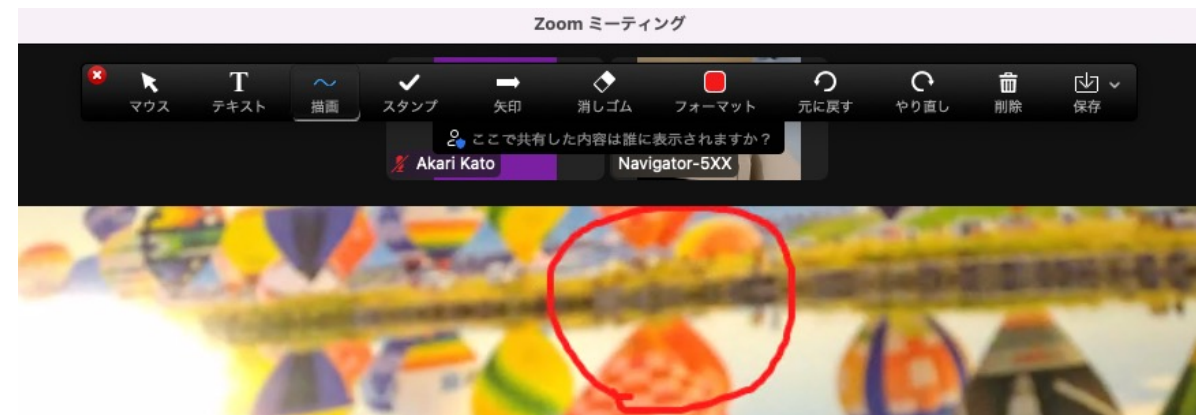 Zoom ミーティング
マウス T テキスト 描画 スタンプ 矢印 消しゴム フォーマット 元に戻す やり直し 削除 保存
ここで共有した内容は誰に表示されますか？
Akari Kato Navigator-5XX